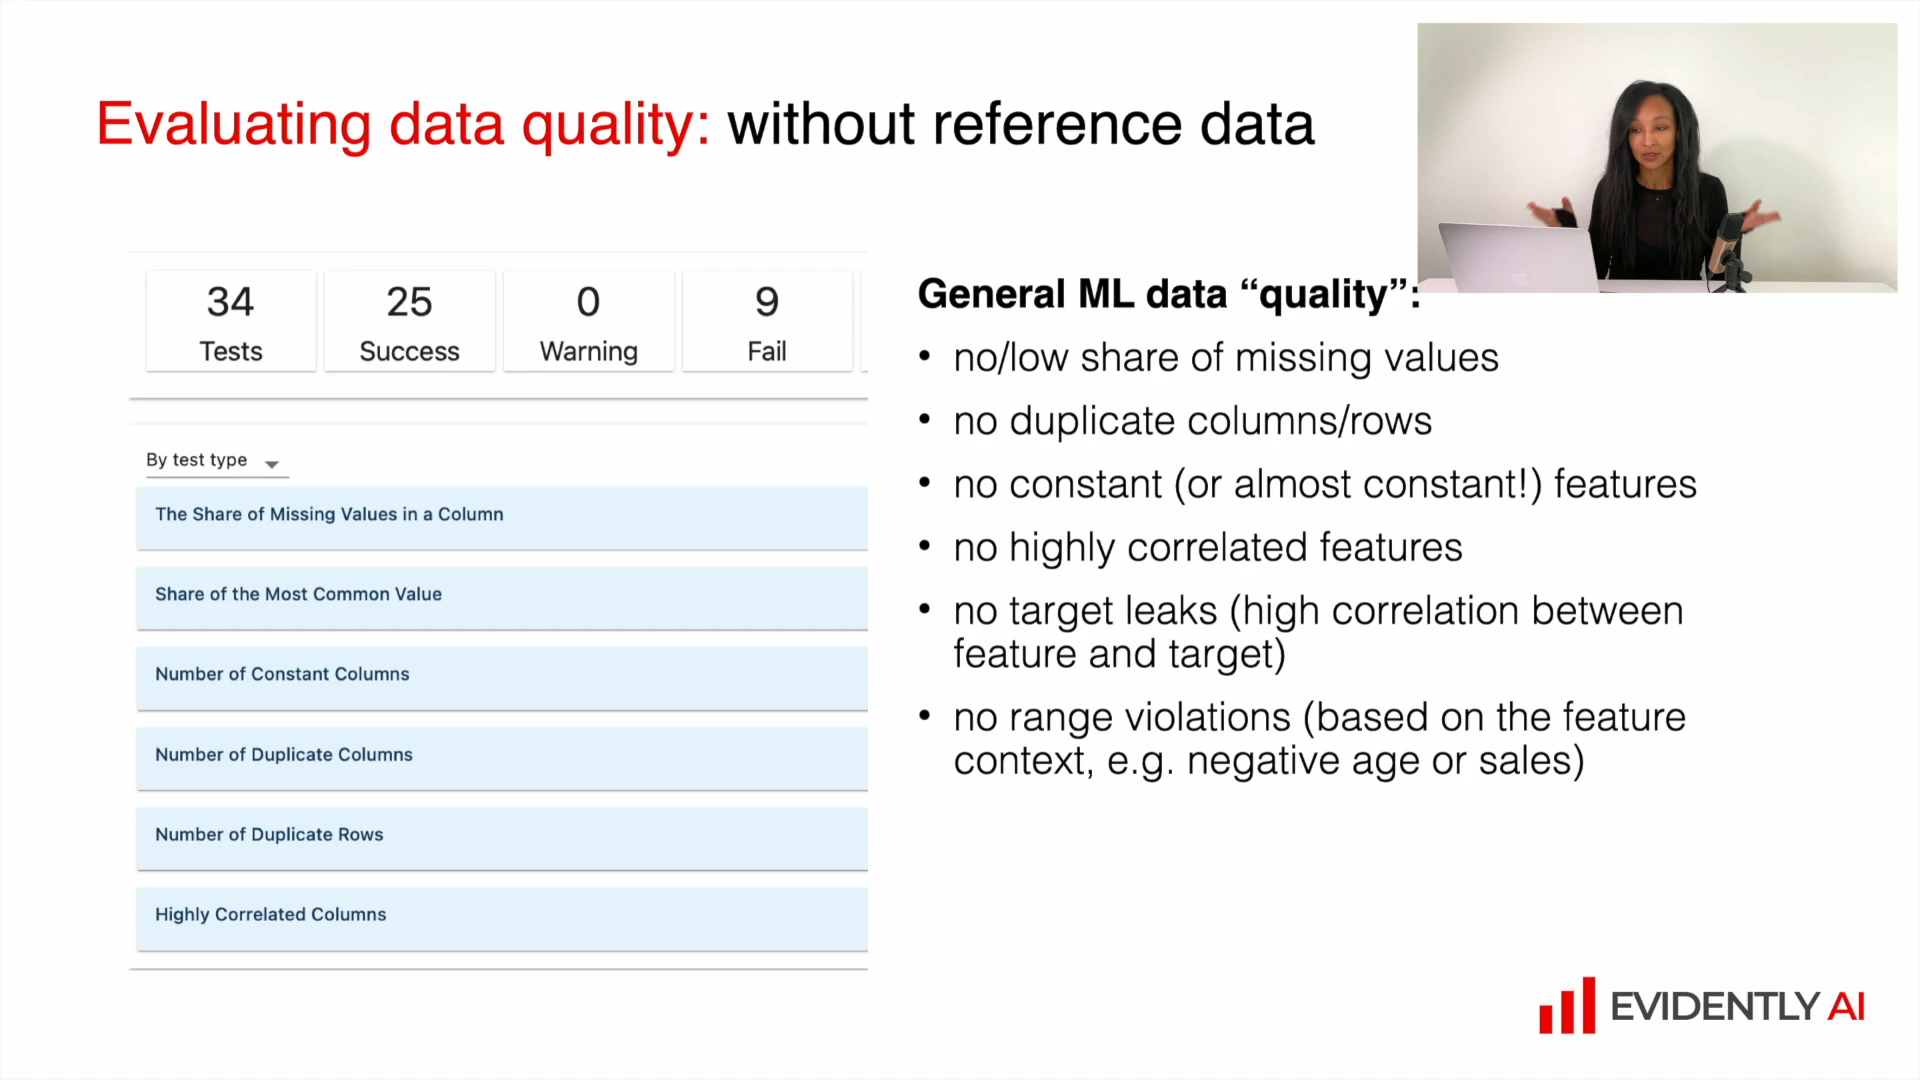 Evaluating data quality: without reference data
34
Tests
25
Success
0
Warning
9
Fail
By test type
The Share of Missing Values in a Column
Share of the Most Common Value
Number of Constant Columns
Number of Duplicate Columns
Number of Duplicate Rows
Highly Correlated Columns
General ML data “quality”:
• no/low share of missing values
• no duplicate columns/rows
• no constant (or almost constant!) features
• no highly correlated features
• no target leaks (high correlation between
feature and target)
• no range violations (based on the feature
context, e.g. negative age or sales)
EVIDENTLY AI